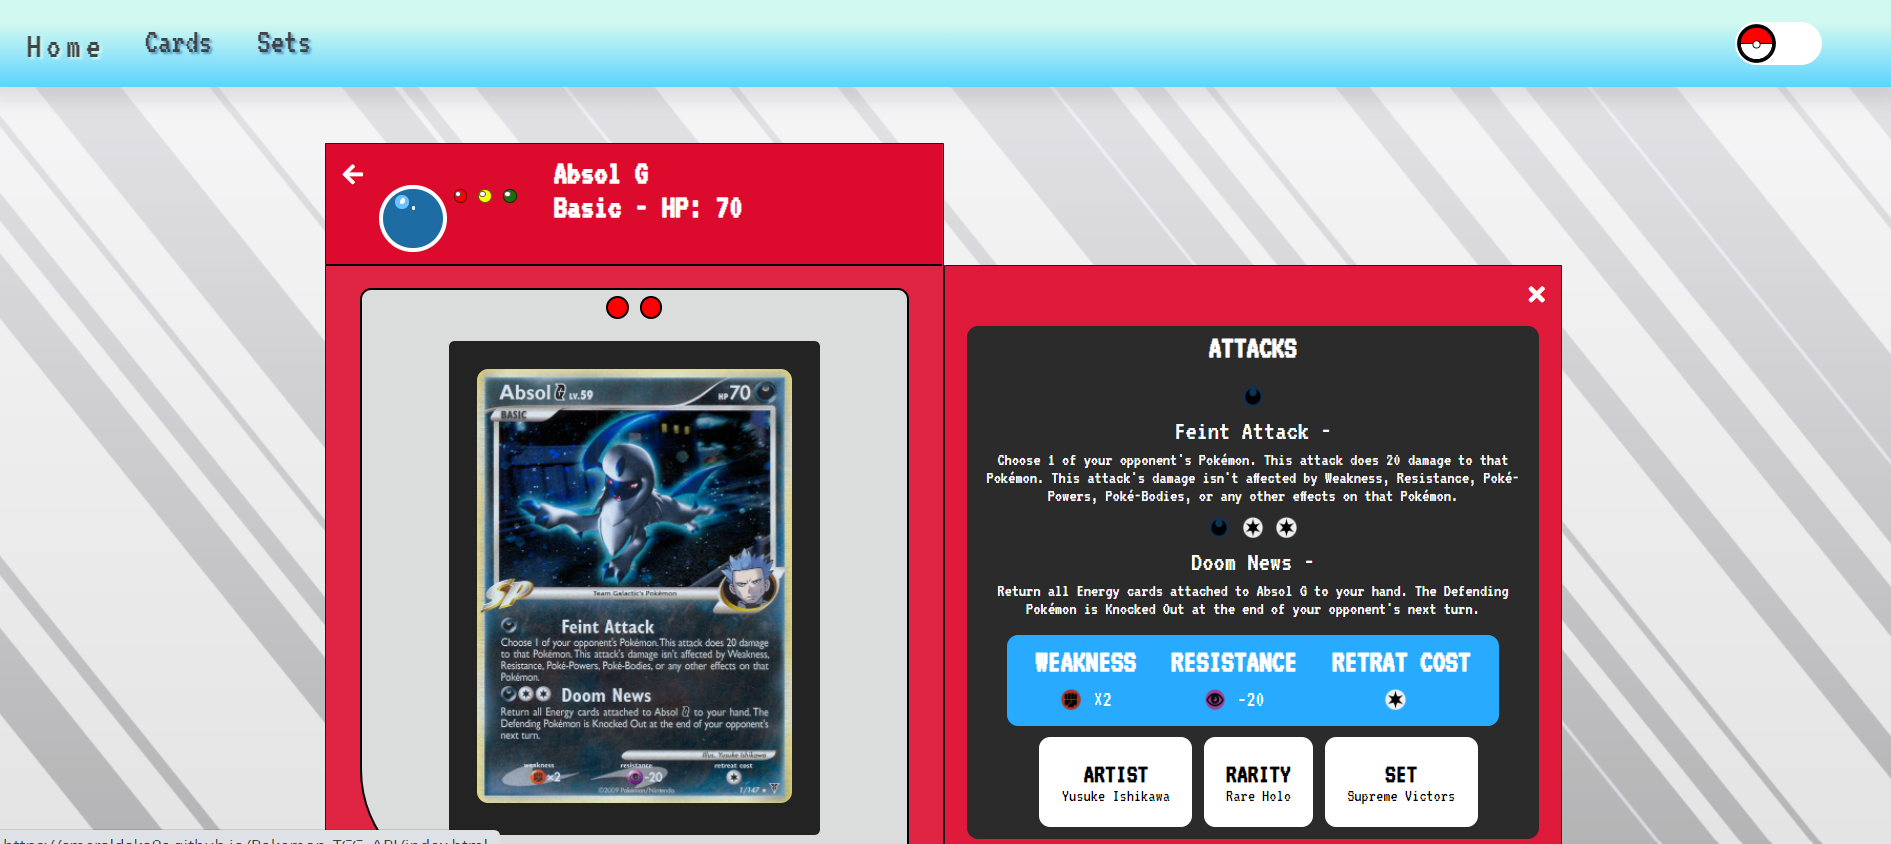 Home
Cards
Sets
Absol G
Basic - HP: 70
Absol G LV.59
HP 70
BASIC
SP
Team Galactic's Pokémon
Feint Attack
Choose 1 of your opponent's Pokémon. This attack does 20 damage
to that Pokémon. This attack's damage isn't affected by Weakness,
Resistance, Poké-Powers, Poké-Bodies, or any other effects on that
Pokémon.
Doom News
Return all Energy cards attached to Absol G to your hand. The
Defending Pokémon is Knocked Out at the end of your opponent's
next turn.
Illus. Yusuke Ishikawa
weakness
resistance
retreat cost
×2
-20
©2009 Pokémon/Nintendo
1/147 ★
ATTACKS
Feint Attack -
Choose 1 of your opponent's Pokémon. This attack does 20 damage to that
Pokémon. This attack's damage isn't affected by Weakness, Resistance, Poké-
Powers, Poké-Bodies, or any other effects on that Pokémon.
Doom News -
Return all Energy cards attached to Absol G to your hand. The Defending
Pokémon is Knocked Out at the end of your opponent's next turn.
WEAKNESS
RESISTANCE
RETRAT COST
X2
-20
ARTIST
Yusuke Ishikawa
RARITY
Rare Holo
SET
Supreme Victors